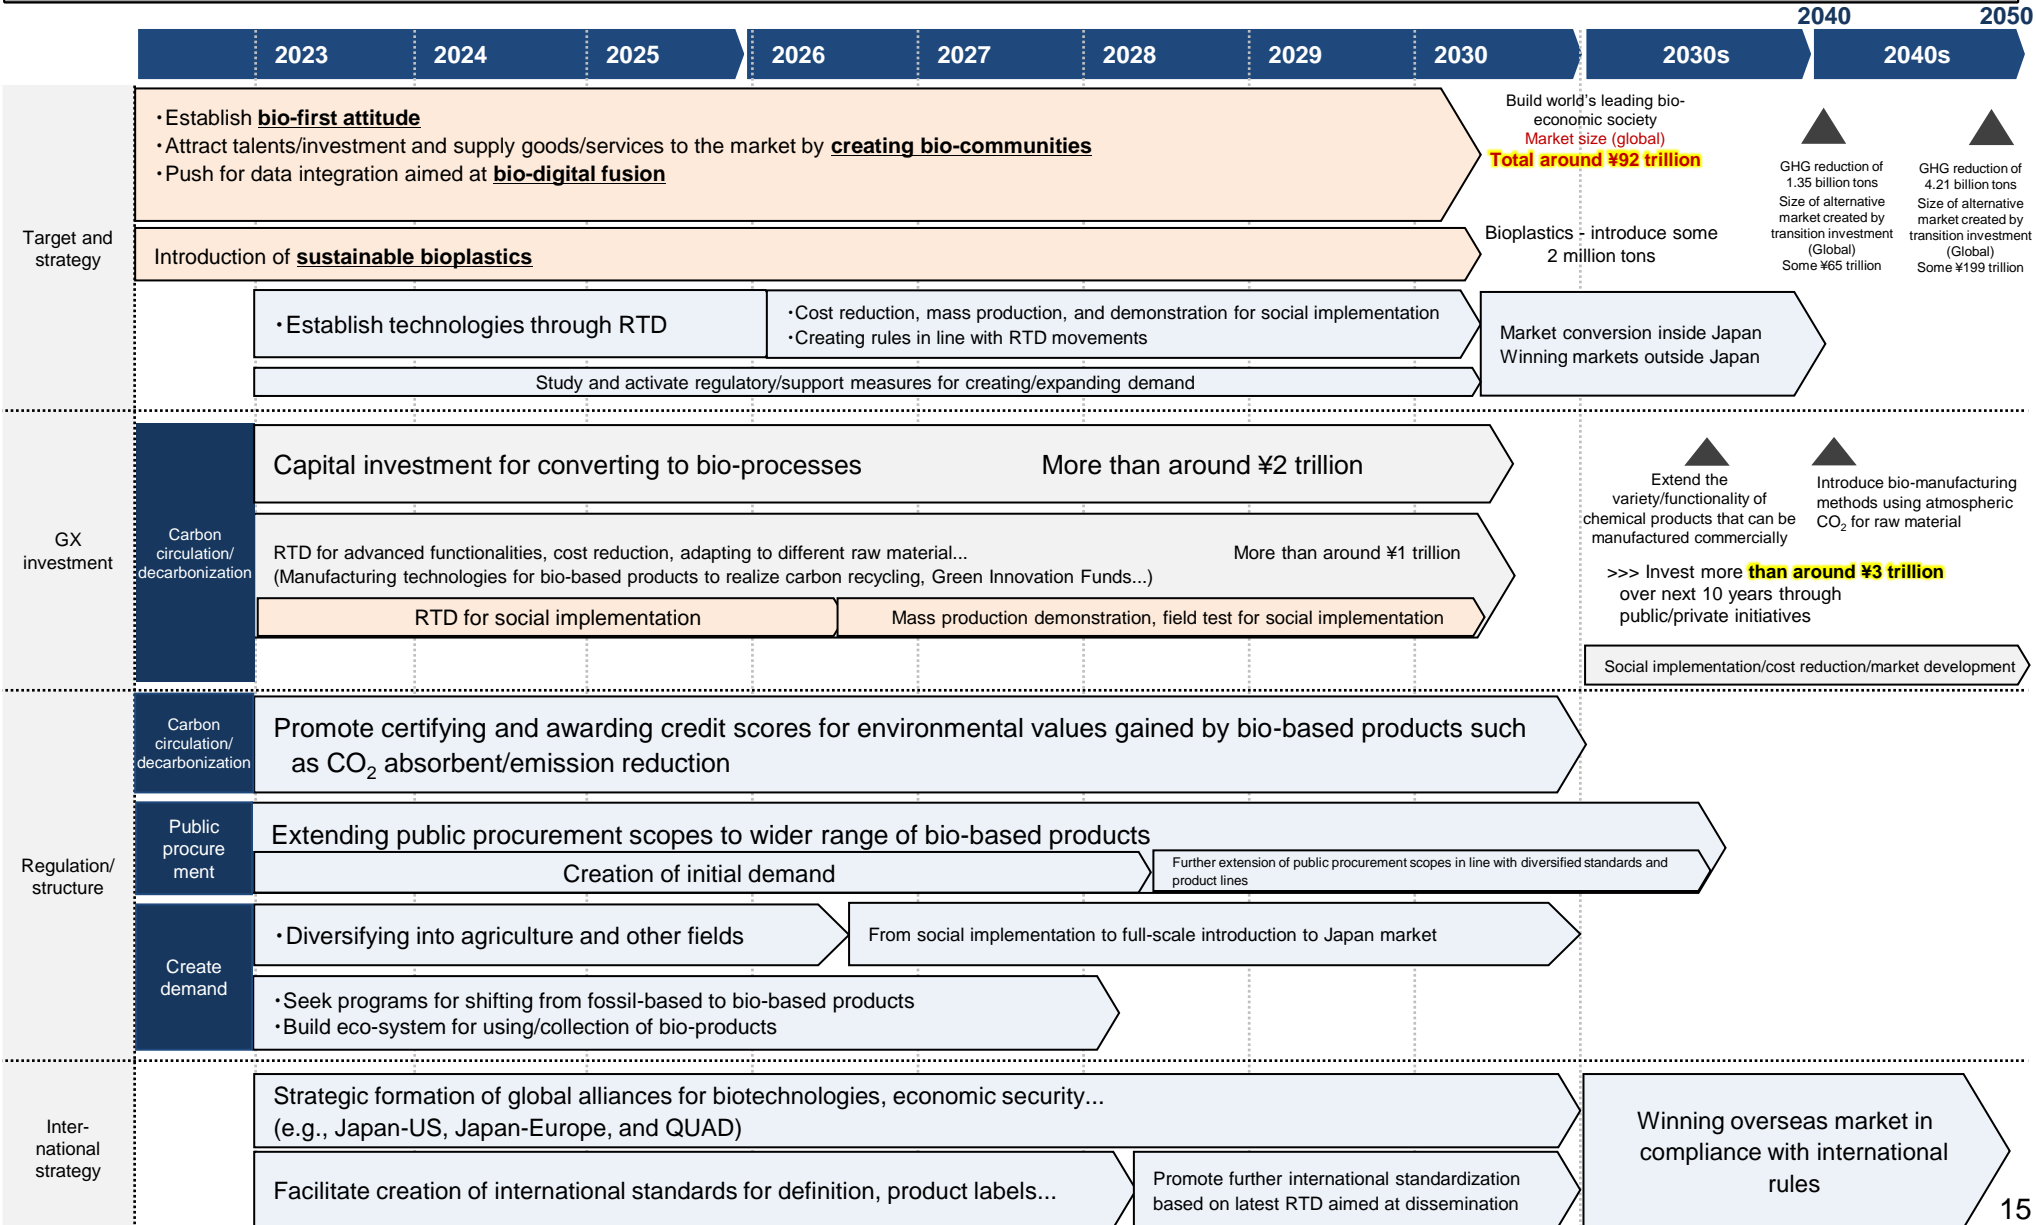 2040
2050
2023
2024
2025
2026
2027
2028
2029
2030
2030s
2040s
Target and
strategy
・Establish bio-first attitude
・Attract talents/investment and supply goods/services to the market by creating bio-communities
・Push for data integration aimed at bio-digital fusion
Build world's leading bio-
economic society
Market size (global)
Total around ¥92 trillion
GHG reduction of
1.35 billion tons
Size of alternative
market created by
transition investment
(Global)
Some ¥65 trillion
GHG reduction of
4.21 billion tons
Size of alternative
market created by
transition investment
(Global)
Some ¥199 trillion
Introduction of sustainable bioplastics
Bioplastics - introduce some
2 million tons
・Establish technologies through RTD
・Cost reduction, mass production, and demonstration for social implementation
・Creating rules in line with RTD movements
Market conversion inside Japan
Winning markets outside Japan
Study and activate regulatory/support measures for creating/expanding demand
GX
investment
Carbon
circulation/
decarbonization
Capital investment for converting to bio-processes
More than around ¥2 trillion
RTD for advanced functionalities, cost reduction, adapting to different raw material...
More than around ¥1 trillion
(Manufacturing technologies for bio-based products to realize carbon recycling, Green Innovation Funds...)
RTD for social implementation
Mass production demonstration, field test for social implementation
Extend the
variety/functionality of
chemical products that can be
manufactured commercially
Introduce bio-manufacturing
methods using atmospheric
CO2 for raw material
>>> Invest more than around ¥3 trillion
over next 10 years through
public/private initiatives
Social implementation/cost reduction/market development
Regulation/
structure
Carbon
circulation/
decarbonization
Promote certifying and awarding credit scores for environmental values gained by bio-based products such
as CO2 absorbent/emission reduction
Public
procure
ment
Extending public procurement scopes to wider range of bio-based products
Creation of initial demand
Further extension of public procurement scopes in line with diversified standards and
product lines
Create
demand
・Diversifying into agriculture and other fields
From social implementation to full-scale introduction to Japan market
・Seek programs for shifting from fossil-based to bio-based products
・Build eco-system for using/collection of bio-products
Inter-
national
strategy
Strategic formation of global alliances for biotechnologies, economic security...
(e.g., Japan-US, Japan-Europe, and QUAD)
Facilitate creation of international standards for definition, product labels...
Promote further international standardization
based on latest RTD aimed at dissemination
Winning overseas market in
compliance with international
rules
15